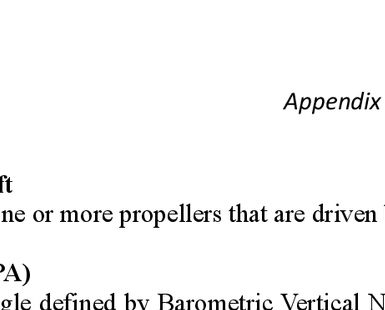 Appendix
ft
ne or more propellers that are driven
PA)
gle defined by Barometric Vertical N